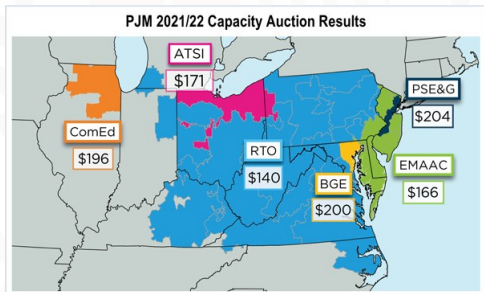 PJM 2021/22 Capacity Auction Results
ATSI
$171
PSE&G
$204
ComEd
$196
RTO
$140
EMAAC
$166
BGE
$200